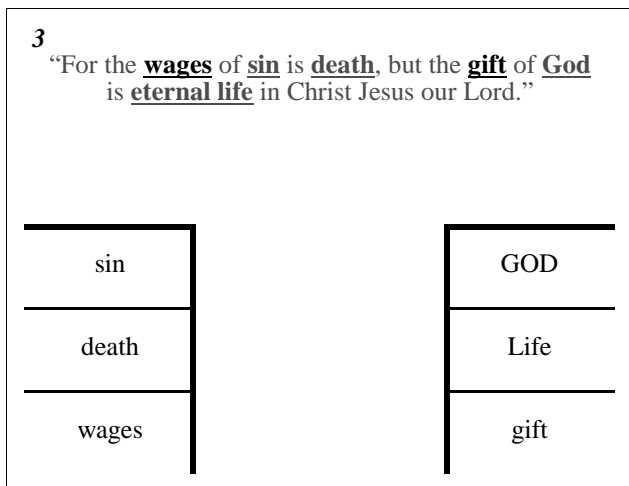 3
“For the wages of sin is death, but the gift of God
is eternal life in Christ Jesus our Lord.”
sin
GOD
death
Life
wages
gift